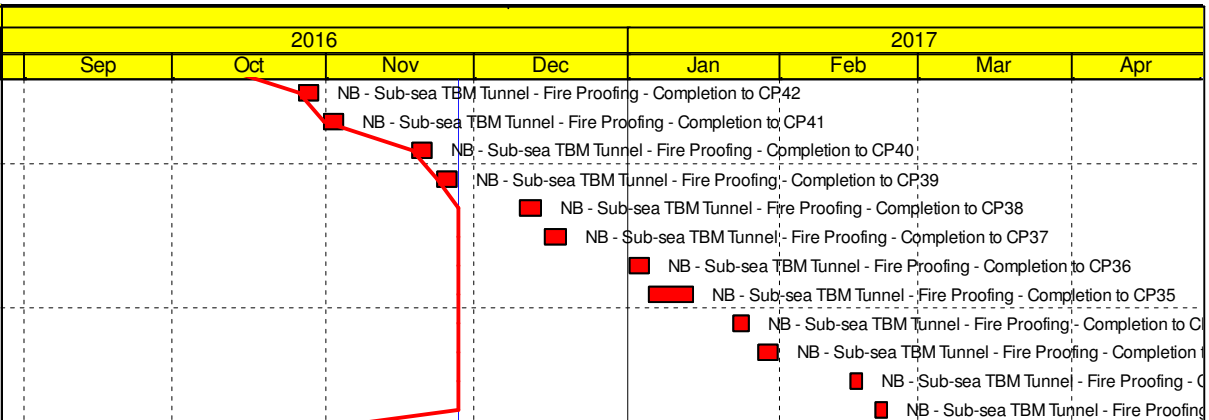 2016 2017
Sep Oct Nov Dec Jan Feb Mar Apr
NB - Sub-sea TBM Tunnel - Fire Proofing - Completion to CP42
NB - Sub-sea TBM Tunnel - Fire Proofing - Completion to CP41
NB - Sub-sea TBM Tunnel - Fire Proofing - Completion to CP40
NB - Sub-sea TBM Tunnel - Fire Proofing - Completion to CP39
NB - Sub-sea TBM Tunnel - Fire Proofing - Completion to CP38
NB - Sub-sea TBM Tunnel - Fire Proofing - Completion to CP37
NB - Sub-sea TBM Tunnel - Fire Proofing - Completion to CP36
NB - Sub-sea TBM Tunnel - Fire Proofing - Completion to CP35
NB - Sub-sea TBM Tunnel - Fire Proofing - Completion to
NB - Sub-sea TBM Tunnel - Fire Proofing - Completion
NB - Sub-sea TBM Tunnel - Fire Proofing -
NB - Sub-sea TBM Tunnel - Fire Proofing